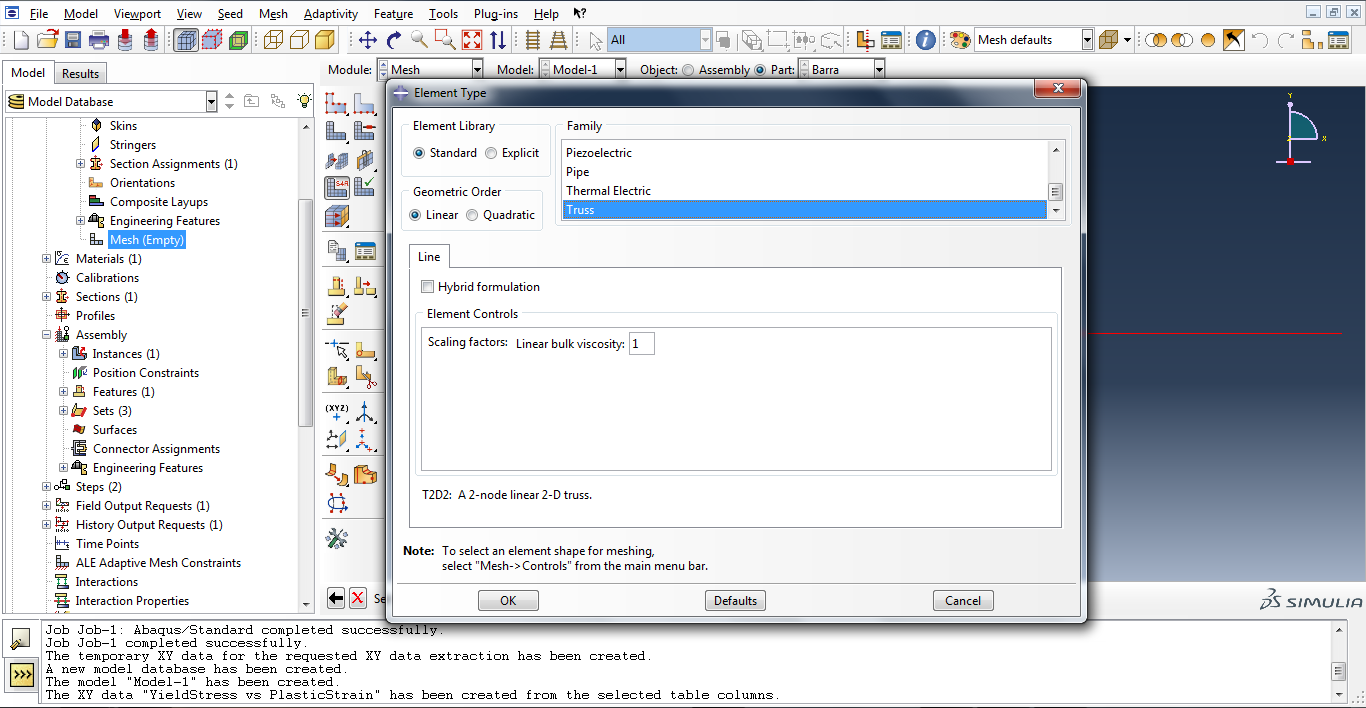 File Model Viewport View Seed Mesh Adaptivity Feature Tools Plug-ins Help ?
All Mesh defaults
Model Results Module: Mesh Model: Model-1 Object: Assembly Part: Barra
Model Database
Skins
Stringers
Section Assignments (1)
Orientations
Composite Layups
Engineering Features
Mesh (Empty)
Materials (1)
Calibrations
Sections (1)
Profiles
Assembly
Instances (1)
Position Constraints
Features (1)
Sets (3)
Surfaces
Connector Assignments
Engineering Features
Steps (2)
Field Output Requests (1)
History Output Requests (1)
Time Points
ALE Adaptive Mesh Constraints
Interactions
Interaction Properties
S4R
(XYZ)
Element Type
Element Library
Standard Explicit
Geometric Order
Linear Quadratic
Family
Piezoelectric
Pipe
Thermal Electric
Truss
Line
Hybrid formulation
Element Controls
Scaling factors: Linear bulk viscosity: 1
T2D2: A 2-node linear 2-D truss.
Note: To select an element shape for meshing,
select "Mesh->Controls" from the main menu bar.
OK Defaults Cancel
Y
X
SIMULIA
Job Job-1: Abaqus/Standard completed successfully.
Job Job-1 completed successfully.
The temporary XY data for the requested XY data extraction has been created.
A new model database has been created.
The model "Model-1" has been created.
The XY data "YieldStress vs PlasticStrain" has been created from the selected table columns.
>>>